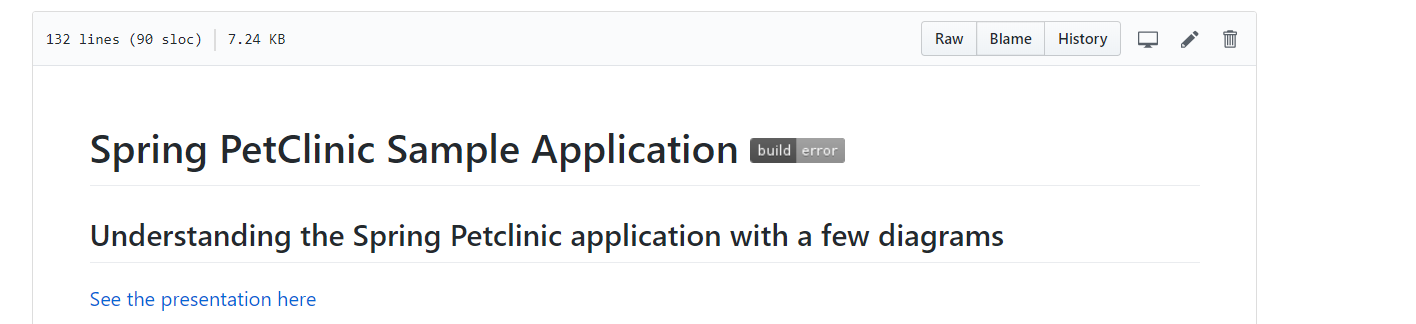 132 lines (90 sloc) 7.24 KB Raw Blame History
Spring PetClinic Sample Application build error
Understanding the Spring Petclinic application with a few diagrams
See the presentation here